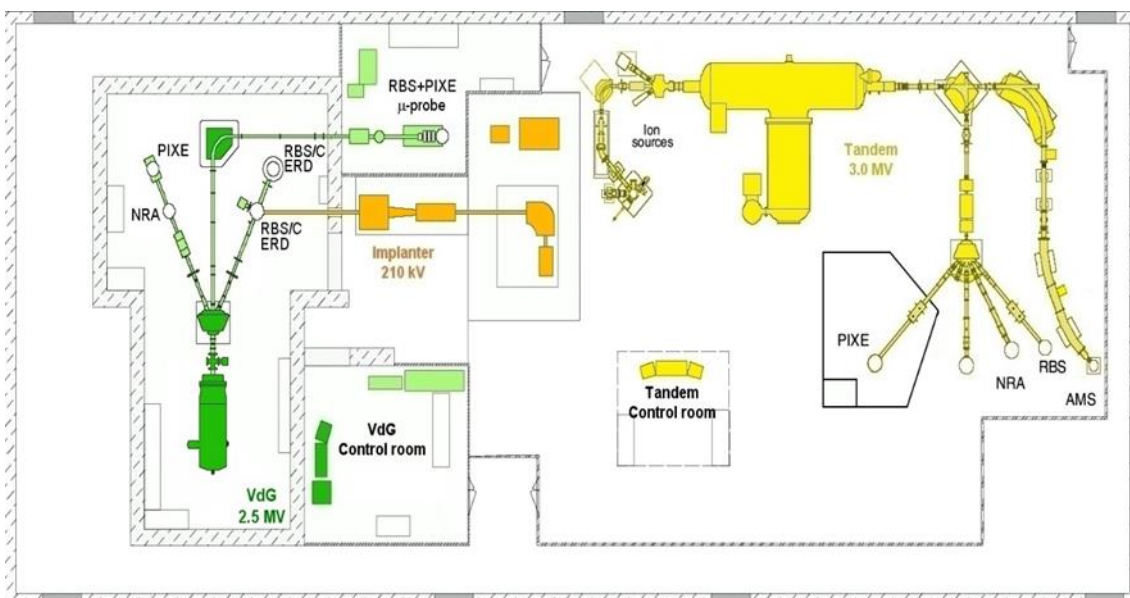 RBS+PIXE
μ-probe
PIXE
RBS/C
ERD
NRA
RBS/C
ERD
Implanter
210 kV
Ion
sources
Tandem
3.0 MV
PIXE
NRA
RBS
AMS
Tandem
Control room
VdG
Control room
VdG
2.5 MV